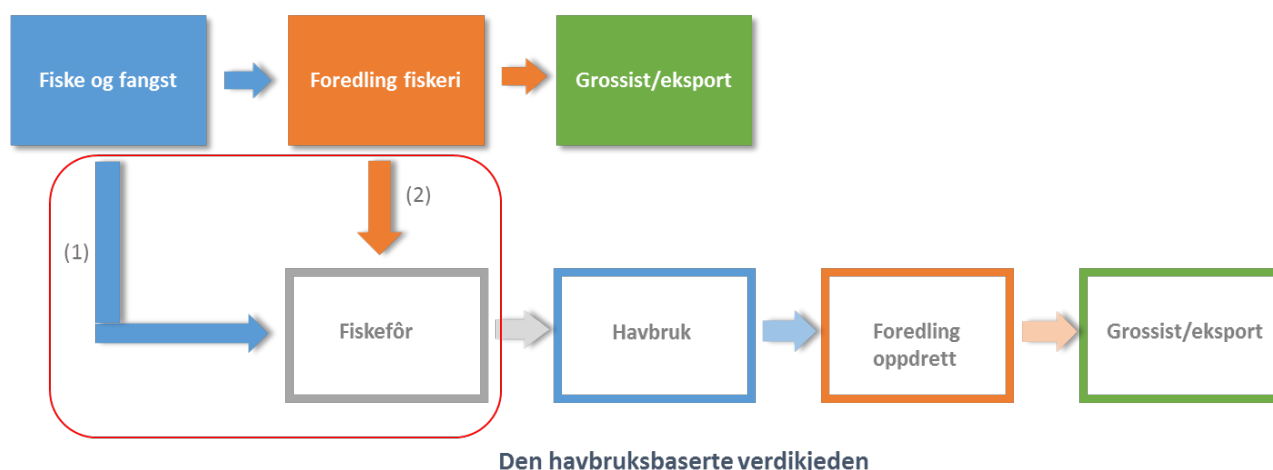 Fiske og fangst
Foredling fiskeri
Grossist/eksport
(1)
(2)
Fiskefôr
Havbruk
Foredling
oppdrett
Grossist/eksport
Den havbruksbaserte verdikjeden